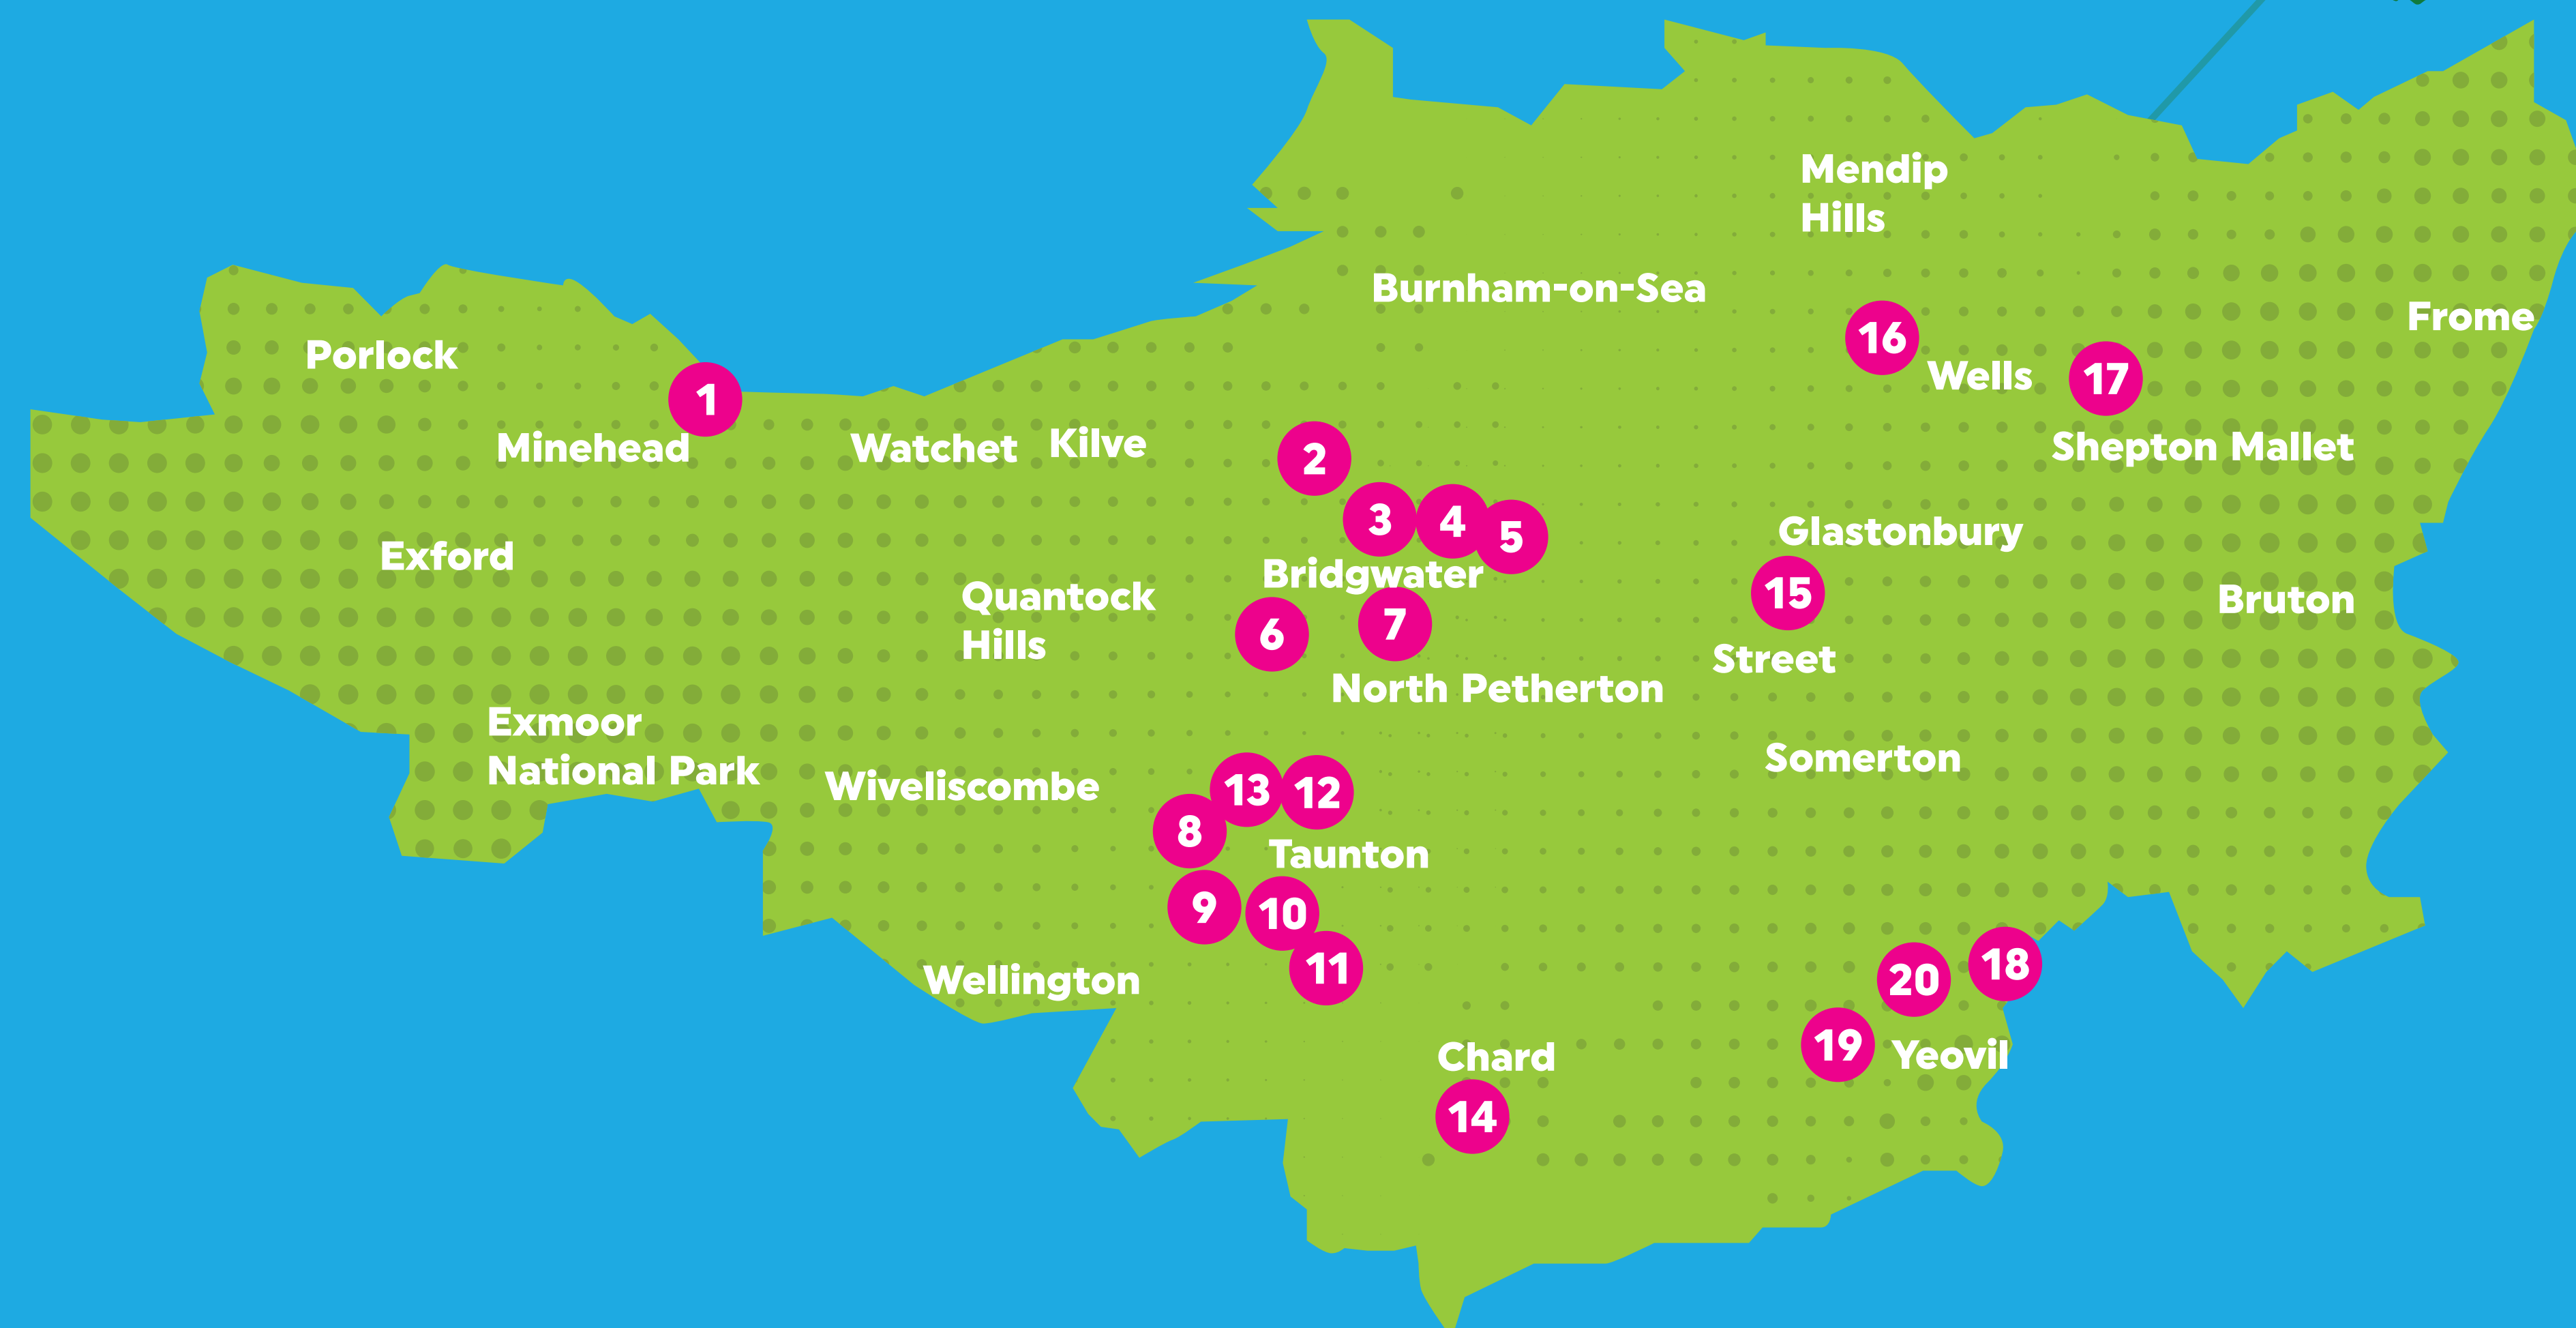 Mendip
Hills
Burnham-on-Sea
Frome
16
Porlock
Wells
17
1
Minehead
Watchet
Kilve
2
Shepton Mallet
3
4
5
Glastonbury
Exford
Bridgwater
15
Quantock
Hills
Bruton
6
7
Street
North Petherton
Exmoor
National Park
Somerton
Wiveliscombe
13
12
8
Taunton
9
10
11
Wellington
20
18
19
Yeovil
Chard
14